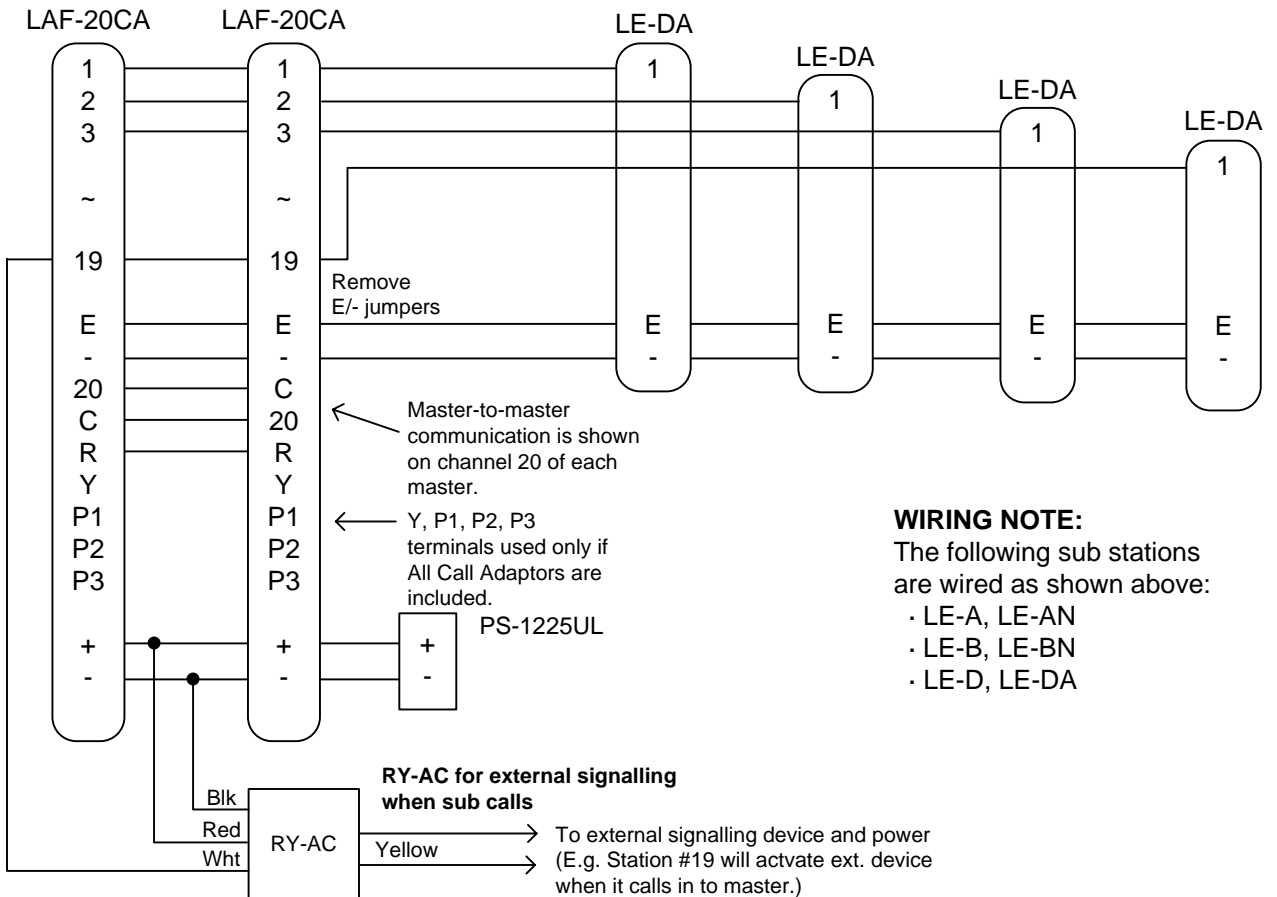 LAF-20CA
LAF-20CA
LE-DA
LE-DA
LE-DA
LE-DA
1
2
3
~
19
E
-
20
C
R
Y
P1
P2
P3
+
-
1
2
3
~
19
E
-
C
20
R
Y
P1
P2
P3
+
-
1
E
-
1
E
-
1
E
-
1
E
-
Remove
E/- jumpers
Master-to-master
communication is shown
on channel 20 of each
master.
Y, P1, P2, P3
terminals used only if
All Call Adaptors are
included.
PS-1225UL
+
-
WIRING NOTE:
The following sub stations
are wired as shown above:
· LE-A, LE-AN
· LE-B, LE-BN
· LE-D, LE-DA
RY-AC for external signalling
when sub calls
Blk
Red
Wht
RY-AC
Yellow
To external signalling device and power
(E.g. Station #19 will actvate ext. device
when it calls in to master.)